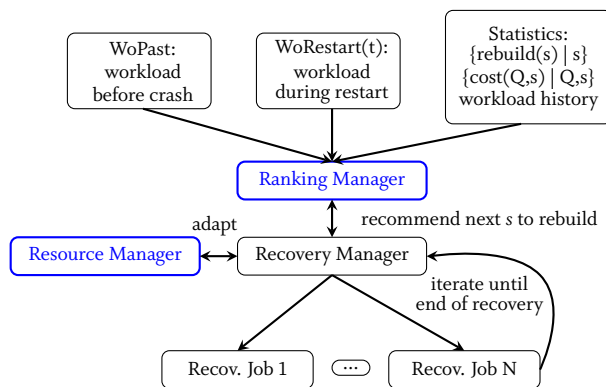 WoPast:
workload
before crash
WoRestart(t):
workload
during restart
Statistics:
{rebuild(s) | s}
{cost(Q,s) | Q,s}
workload history
Ranking Manager
adapt
recommend next s to rebuild
Resource Manager
Recovery Manager
iterate until
end of recovery
Recov. Job 1
...
Recov. Job N